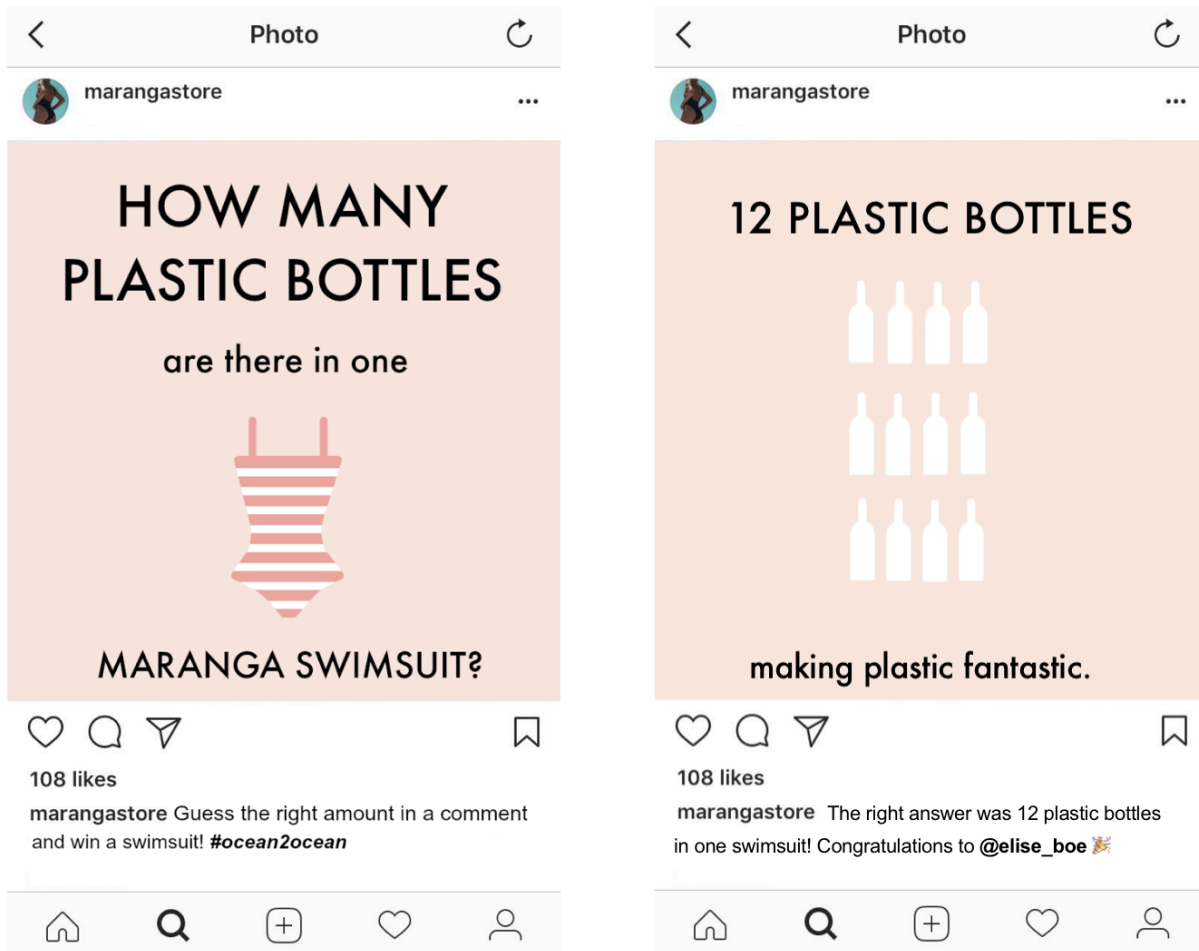 Photo
marangastore
HOW MANY
PLASTIC BOTTLES
are there in one
MARANGA SWIMSUIT?
108 likes
marangastore Guess the right amount in a comment
and win a swimsuit! #ocean2ocean
Photo
marangastore
12 PLASTIC BOTTLES
making plastic fantastic.
108 likes
marangastore The right answer was 12 plastic bottles
in one swimsuit! Congratulations to @elise_boe 🎉